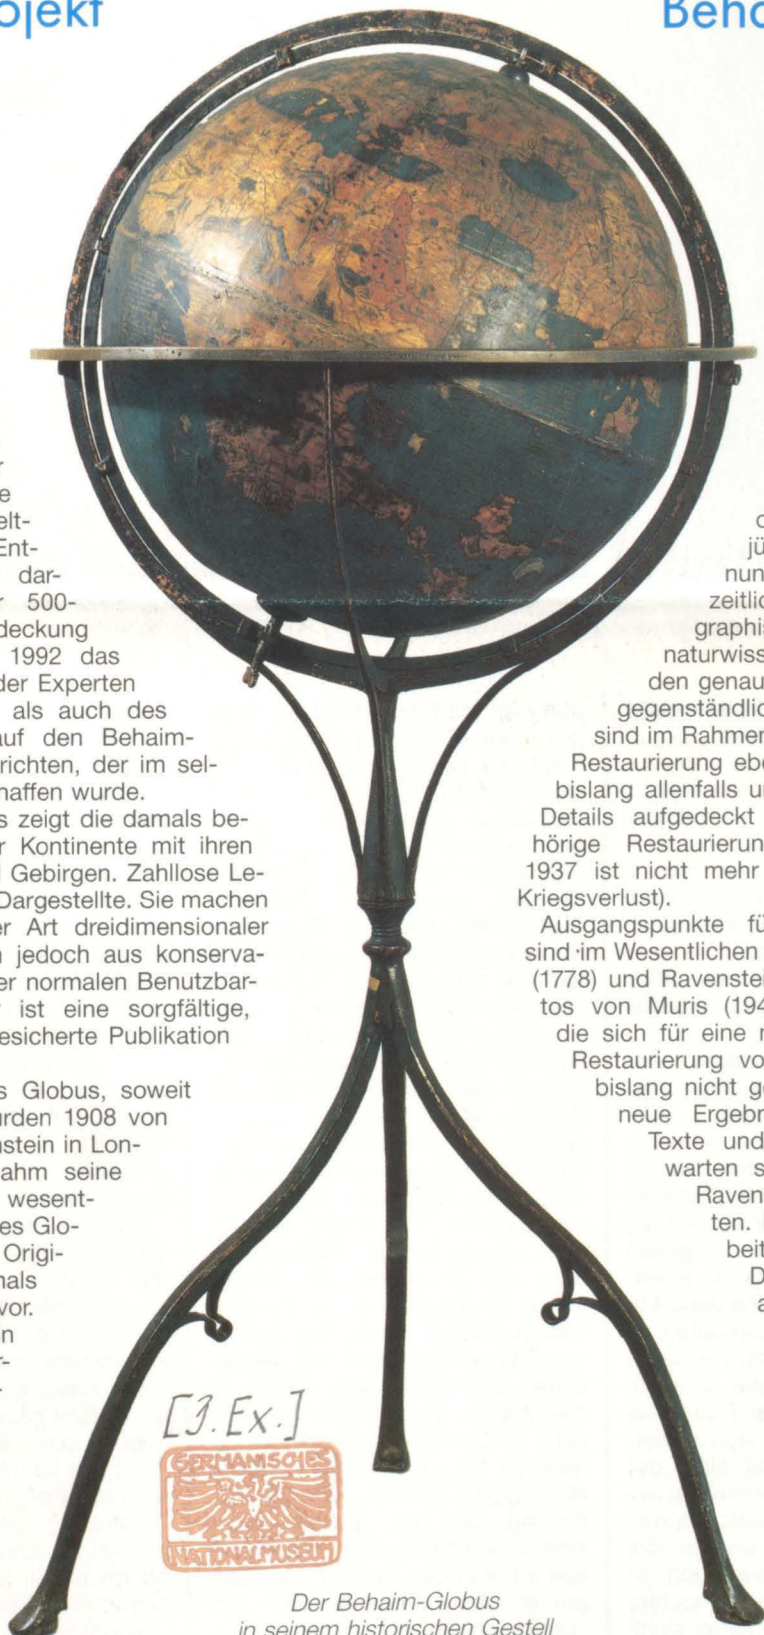 ojekt
Beha
r
e
elt-
Ent-
dar-
r 500-
deckung
1992 das
der Experten
als auch des
auf den Behaim-
richten, der im sel-
haffen wurde.
s zeigt die damals be-
r Kontinente mit ihren
d Gebirgen. Zahllose Le-
Dargestellte. Sie machen
er Art dreidimensionaler
n jedoch aus konserva-
er normalen Benutzbar-
r ist eine sorgfältige,
esicherte Publikation
s Globus, soweit
urden 1908 von
nstein in Lon-
ahm seine
wesent-
es Glo-
Origi-
mals
vor.
n
r-
jü
nun
zeitlic
graphis
naturwiss
den genau
gegenständlic
sind im Rahmen
Restaurierung ebe
bislang allenfalls u
Details aufgedeckt
hörige Restaurierun
1937 ist nicht mehr
Kriegsverlust).
Ausgangspunkte fü
sind im Wesentlichen
(1778) und Ravenste
tos von Muris (194
die sich für eine n
Restaurierung vo
bislang nicht ge
neue Ergebr
Texte und
warten s
Raven
ten.
beit
D
a
[3. Ex.]
GERMANISCHES
NATIONALMUSEUM
Der Behaim-Globus
in seinem historischen Gestell